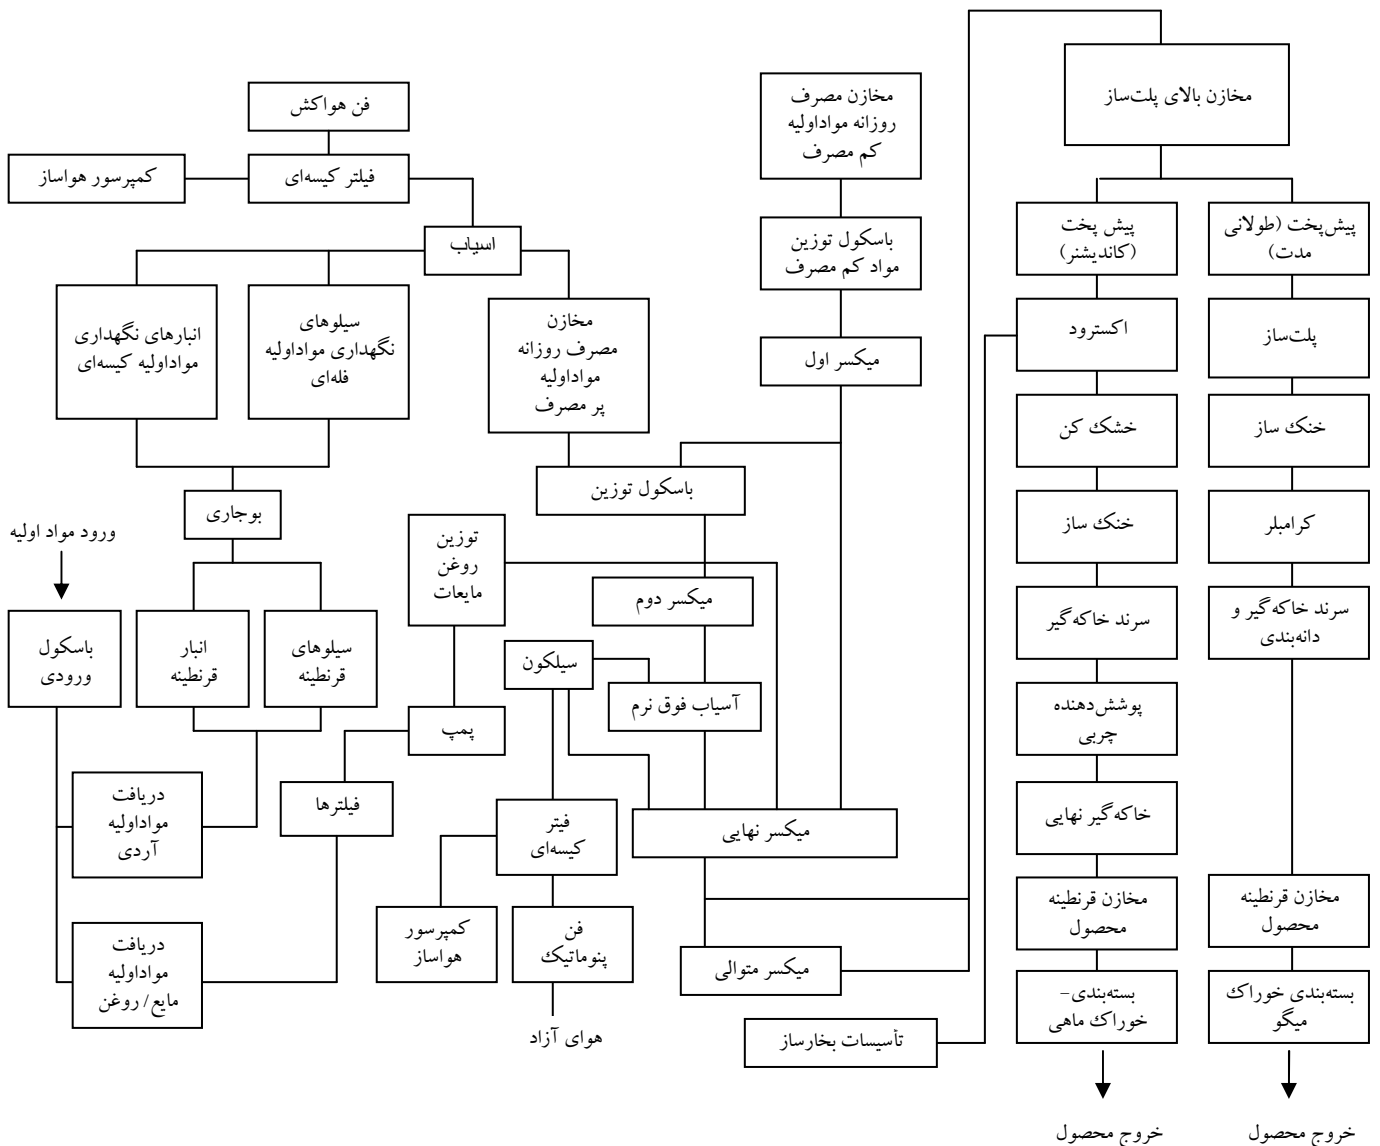 مخازن بالای پلت‌ساز
فن هواکش
مخازن مصرف
روزانه مواداولیه
کم مصرف
کمپرسور هواساز
فیلتر کیسه‌ای
اسیاب
باسکول توزین
مواد کم مصرف
پیش پخت
(کاندیشنر)
پیش‌پخت (طولانی
مدت)
انبارهای نگهداری
مواداولیه کیسه‌ای
سیلوهای
نگهداری مواداولیه
فله‌ای
مخازن
مصرف روزانه
مواداولیه
پر مصرف
میکسر اول
اکسترود
پلت‌ساز
خشک کن
خنک ساز
باسکول توزین
بوجاری
ورود مواد اولیه
توزین
روغن
مایعات
خنک ساز
کرامبلر
میکسر دوم
باسکول
ورودی
انبار
قرنطینه
سیلوهای
قرنطینه
سیلکون
آسیاب فوق نرم
سرند خاکه‌گیر
سرند خاکه‌گیر و
دانه‌بندی
پمپ
پوشش‌دهنده
چربی
دریافت
مواداولیه
آردی
فیلترها
فیتر
کیسه‌ای
میکسر نهایی
خاکه‌گیر نهایی
مخازن قرنطینه
محصول
مخازن قرنطینه
محصول
دریافت
مواداولیه
مایع/روغن
کمپرسور
هواساز
فن
پنوماتیک
میکسر متوالی
هوای آزاد
تأسیسات بخارساز
بسته‌بندی-
خوراک ماهی
بسته‌بندی خوراک
میگو
خروج محصول
خروج محصول